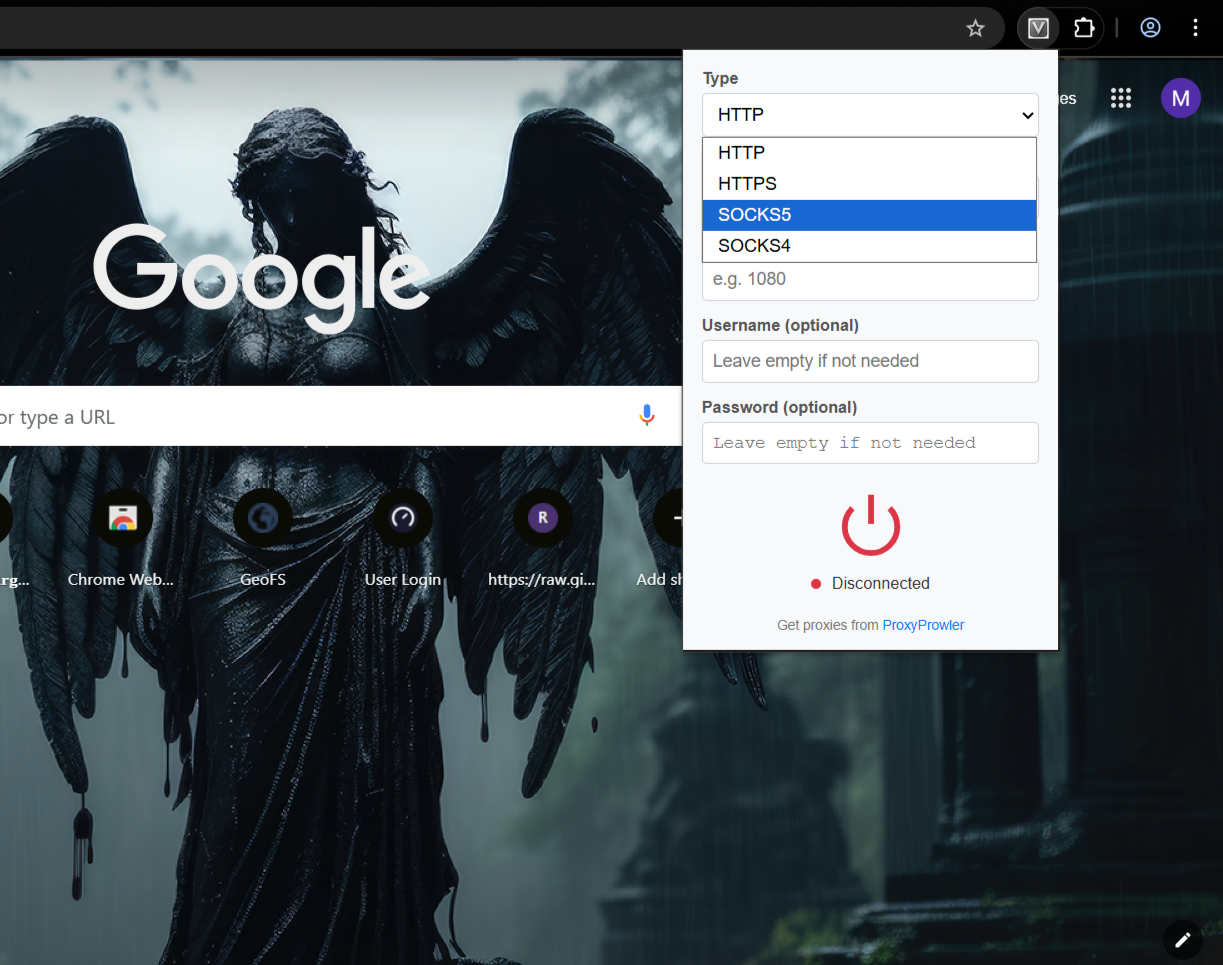 Type
HTTP
HTTP
HTTPS
SOCKS5
SOCKS4
e.g. 1080
Username (optional)
Leave empty if not needed
Password (optional)
Leave empty if not needed
Disconnected
Get proxies from ProxyProwler
es
M
Google
or type a URL
rg...
Chrome Web...
GeoFS
User Login
R
https://raw.gi...
Add sh